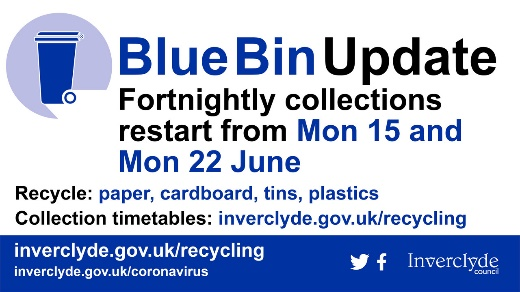 Blue Bin Update
Fortnightly collections
restart from Mon 15 and
Mon 22 June
Recycle: paper, cardboard, tins, plastics
Collection timetables: inverclyde.gov.uk/recycling
inverclyde.gov.uk/recycling
inverclyde.gov.uk/coronavirus
Inverclyde
council